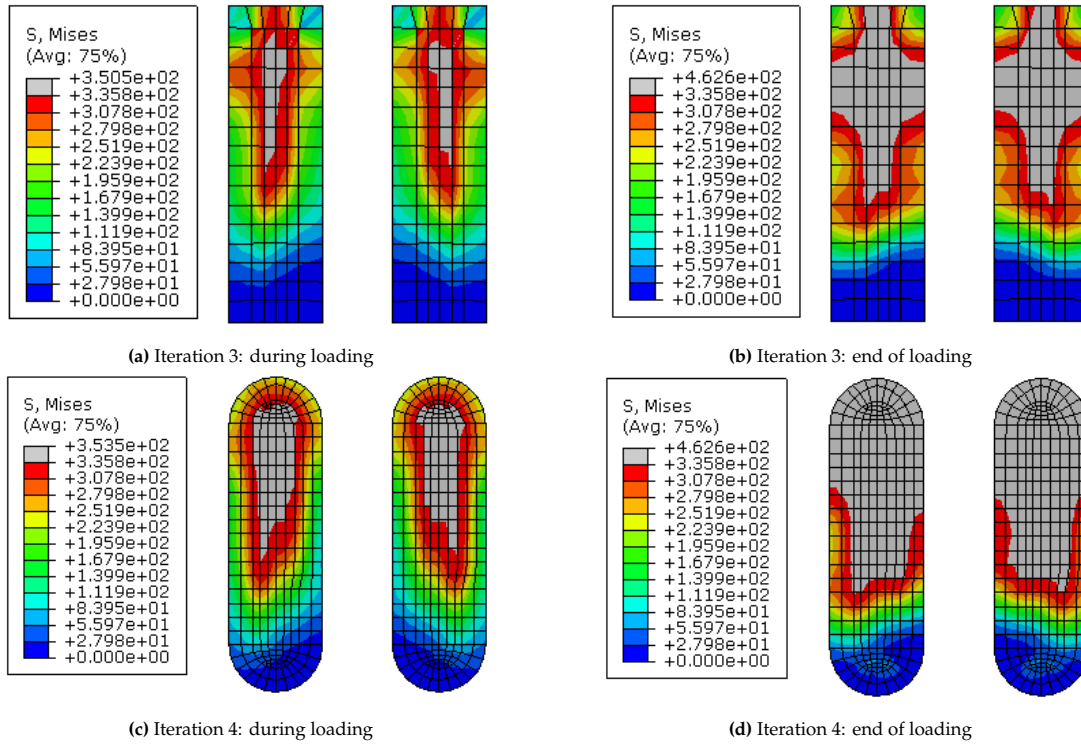 S, Mises
(Avg: 75%)
+3.505e+02
+3.358e+02
+3.078e+02
+2.798e+02
+2.519e+02
+2.239e+02
+1.959e+02
+1.679e+02
+1.399e+02
+1.119e+02
+8.395e+01
+5.597e+01
+2.798e+01
+0.000e+00
(a) Iteration 3: during loading
S, Mises
(Avg: 75%)
+4.626e+02
+3.358e+02
+3.078e+02
+2.798e+02
+2.519e+02
+2.239e+02
+1.959e+02
+1.679e+02
+1.399e+02
+1.119e+02
+8.395e+01
+5.597e+01
+2.798e+01
+0.000e+00
(b) Iteration 3: end of loading
S, Mises
(Avg: 75%)
+3.535e+02
+3.358e+02
+3.078e+02
+2.798e+02
+2.519e+02
+2.239e+02
+1.959e+02
+1.679e+02
+1.399e+02
+1.119e+02
+8.395e+01
+5.597e+01
+2.798e+01
+0.000e+00
(c) Iteration 4: during loading
S, Mises
(Avg: 75%)
+4.626e+02
+3.358e+02
+3.078e+02
+2.798e+02
+2.519e+02
+2.239e+02
+1.959e+02
+1.679e+02
+1.399e+02
+1.119e+02
+8.395e+01
+5.597e+01
+2.798e+01
+0.000e+00
(d) Iteration 4: end of loading